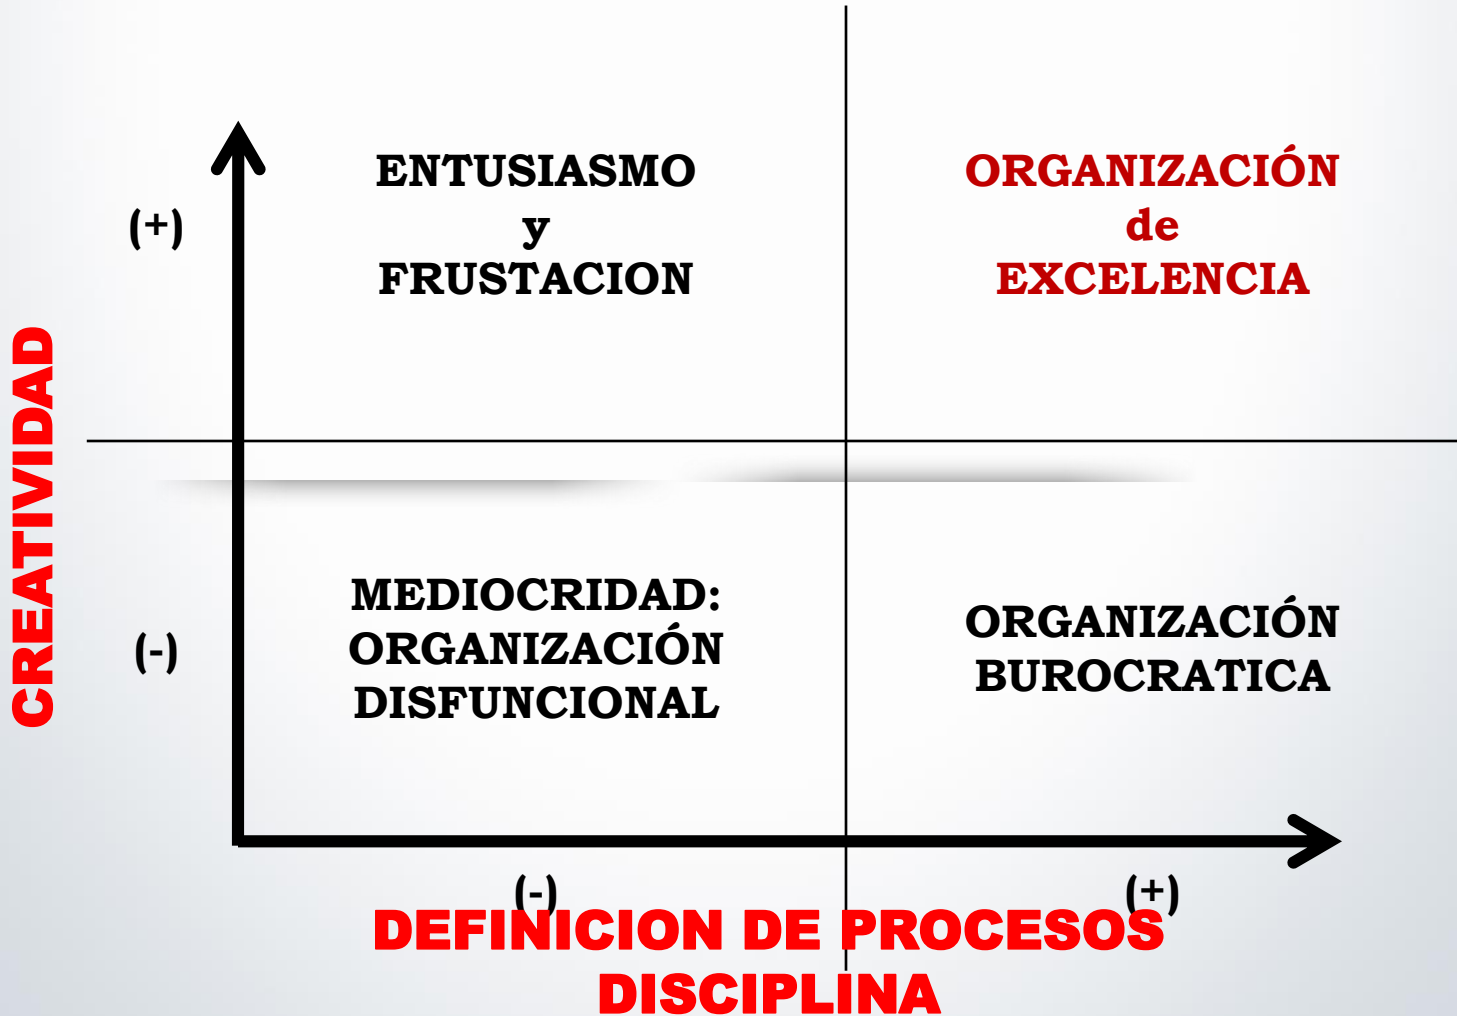 ENTUSIASMO
y
FRUSTACION
ORGANIZACIÓN
de
EXCELENCIA
(+)
CREATIVIDAD
(-)
MEDIOCRIDAD:
ORGANIZACIÓN
DISFUNCIONAL
ORGANIZACIÓN
BUROCRATICA
(-)
(+)
DEFINICION DE PROCESOS
DISCIPLINA